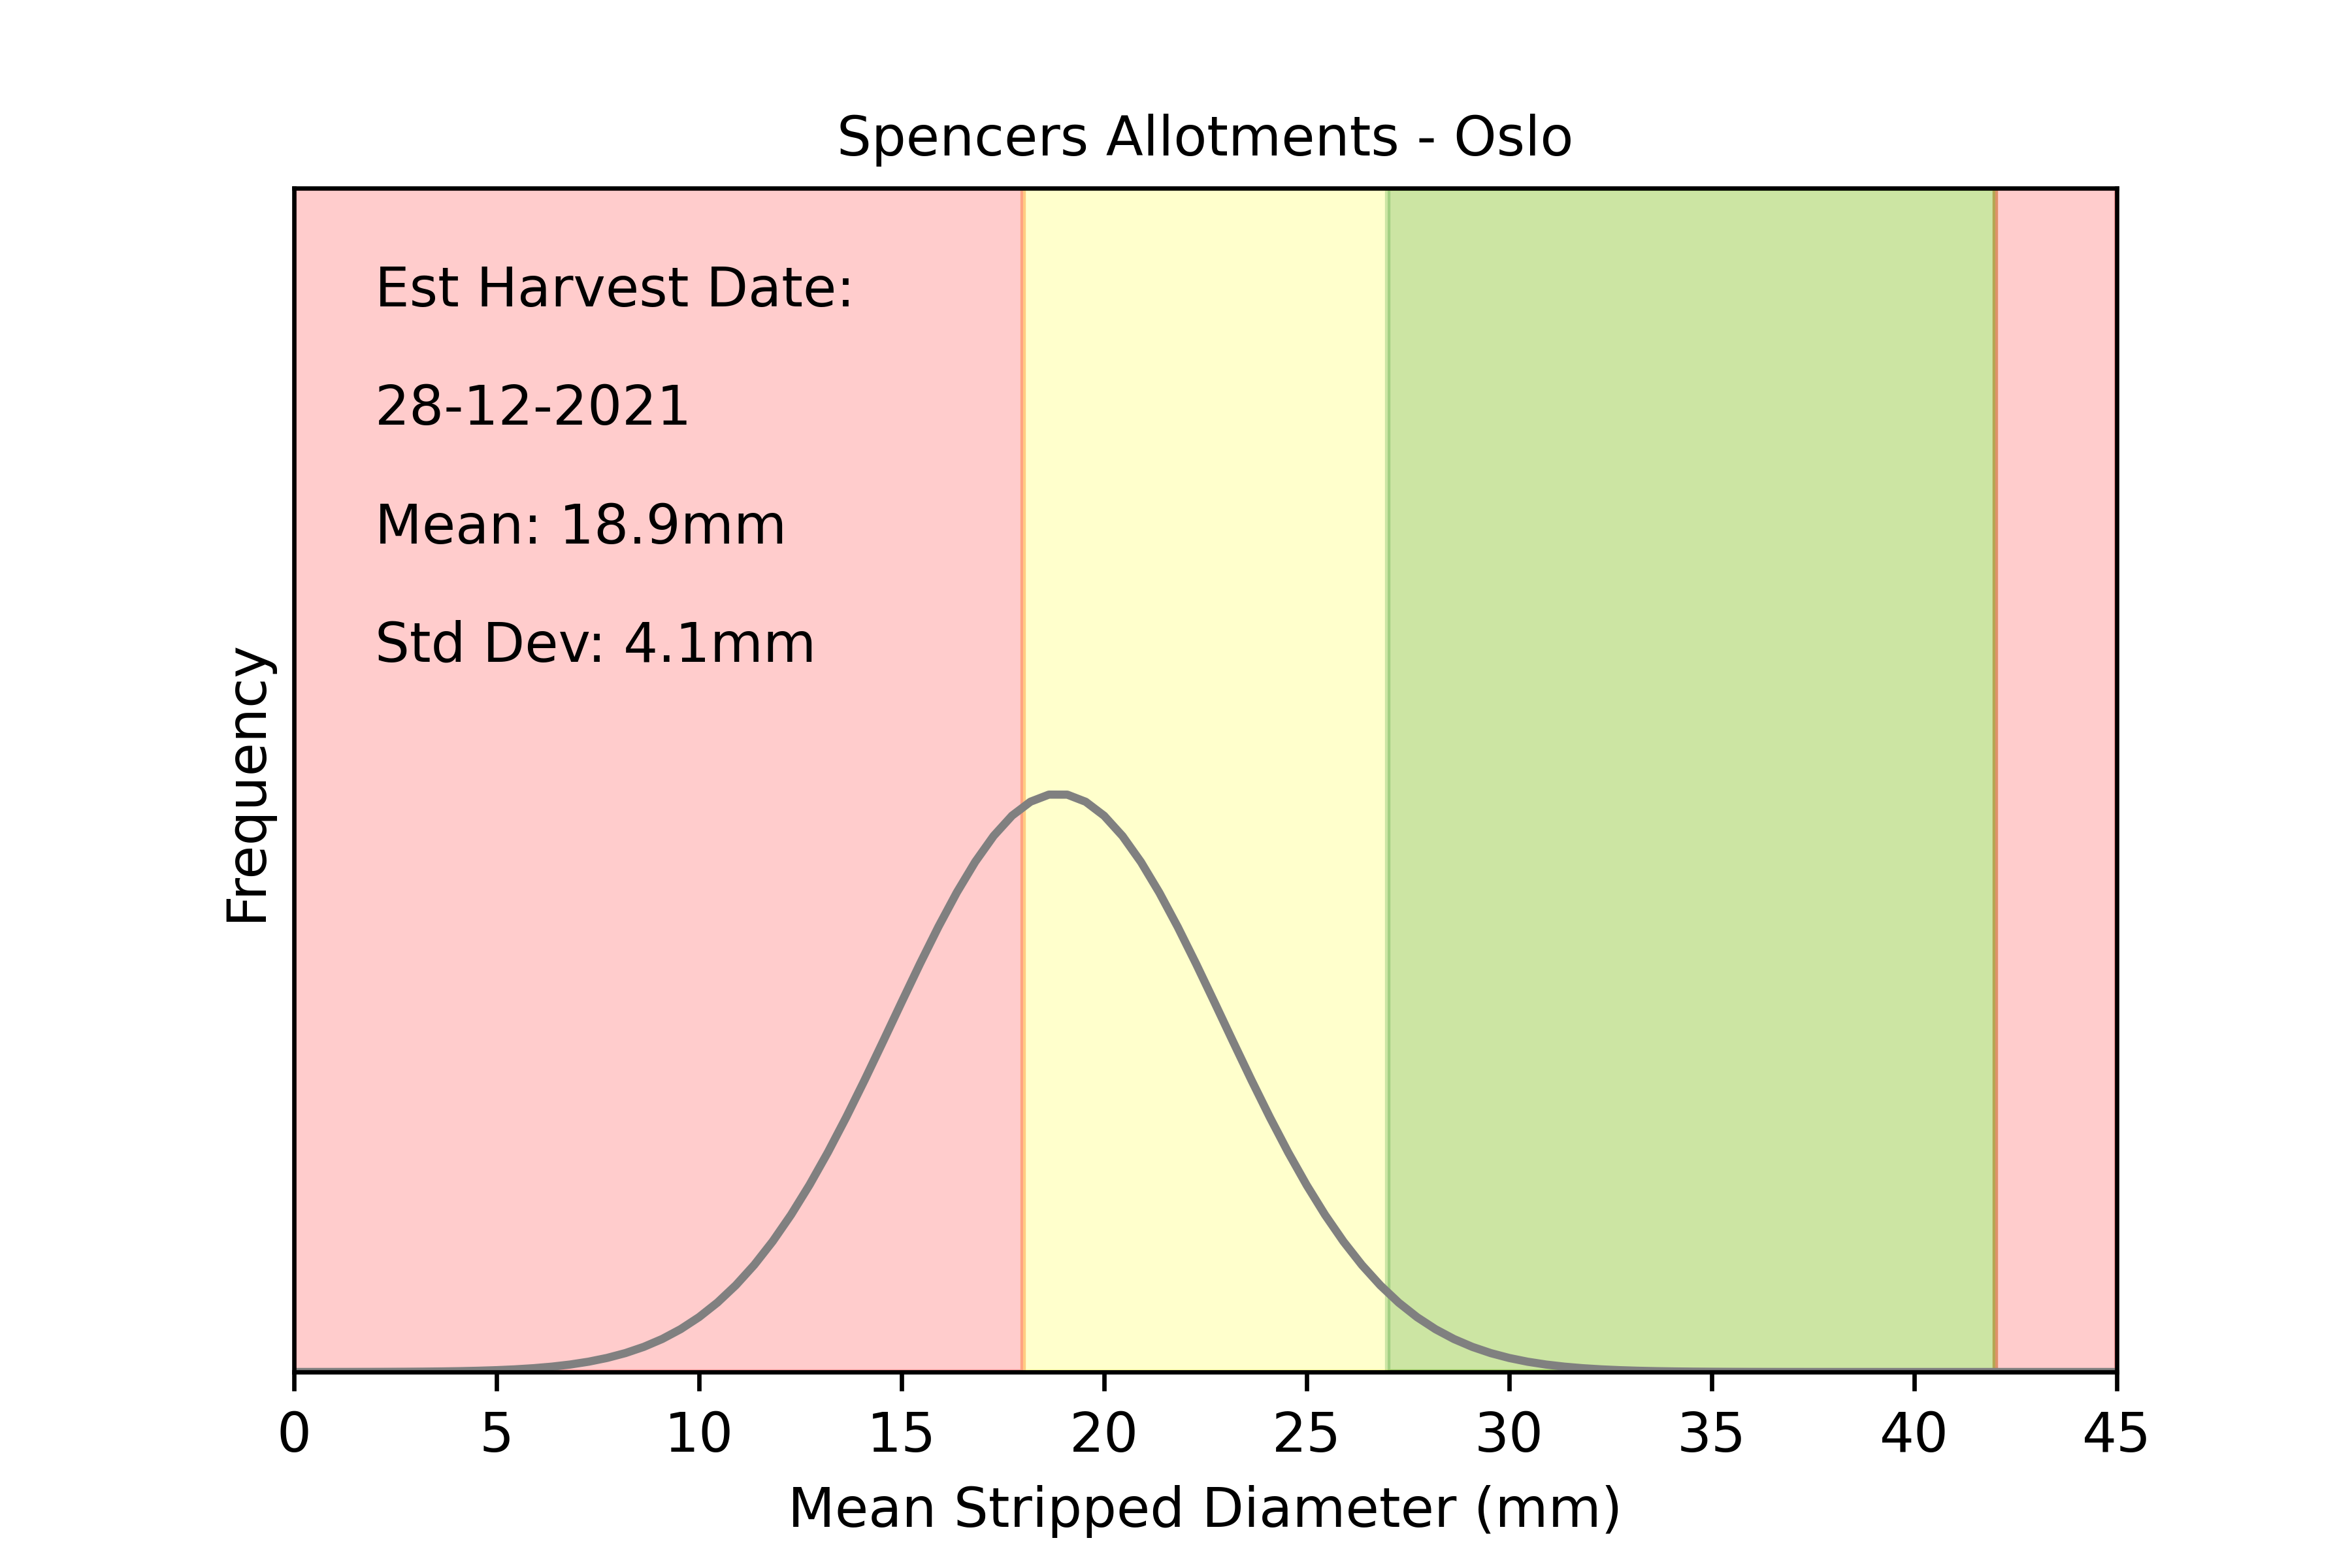 Spencers Allotments - Oslo
Est Harvest Date:
28-12-2021
Mean: 18.9mm
Std Dev: 4.1mm
Frequency
0 5 10 15 20 25 30 35 40 45
Mean Stripped Diameter (mm)